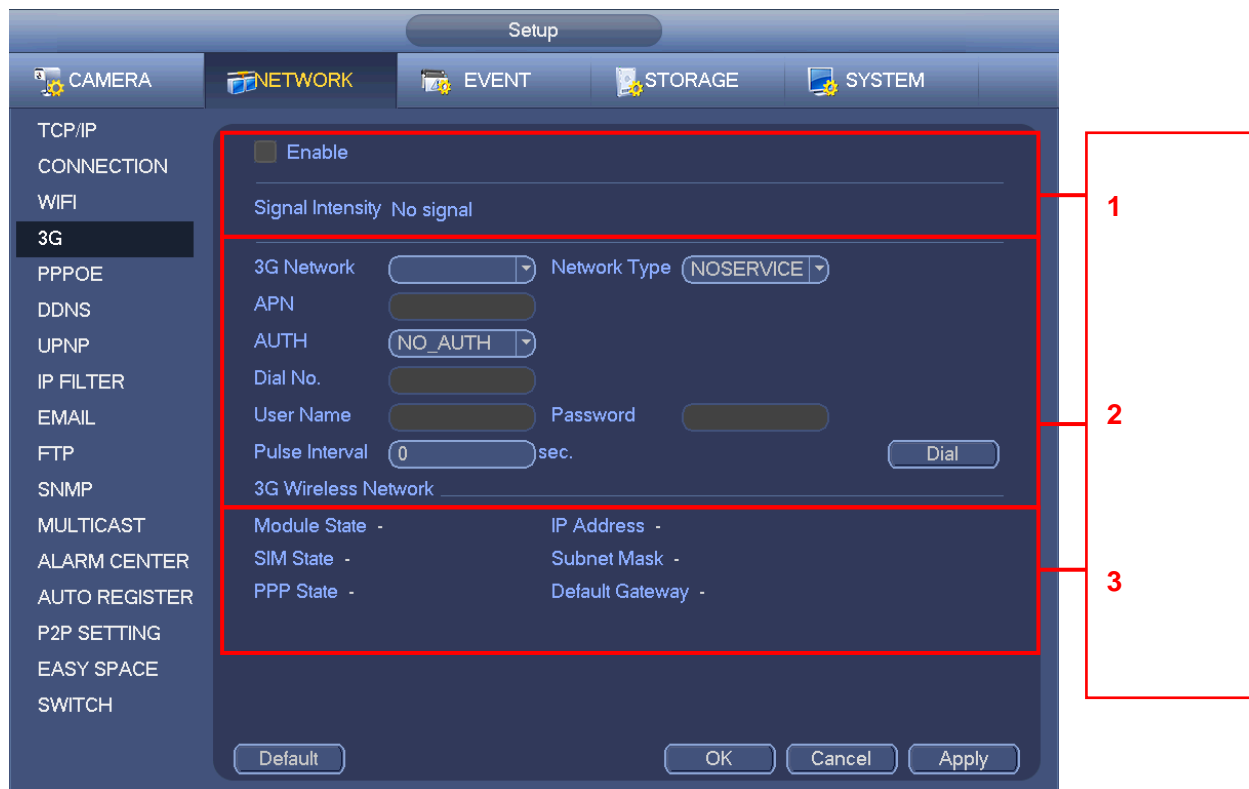 Setup
CAMERA NETWORK EVENT STORAGE SYSTEM
TCP/IP
CONNECTION
WIFI
3G
PPPOE
DDNS
UPNP
IP FILTER
EMAIL
FTP
SNMP
MULTICAST
ALARM CENTER
AUTO REGISTER
P2P SETTING
EASY SPACE
SWITCH
Enable
Signal Intensity No signal
3G Network Network Type NOSERVICE
APN
AUTH NO_AUTH
Dial No.
User Name Password
Pulse Interval 0 sec. Dial
3G Wireless Network
Module State - IP Address -
SIM State - Subnet Mask -
PPP State - Default Gateway -
Default OK Cancel Apply
1
2
3